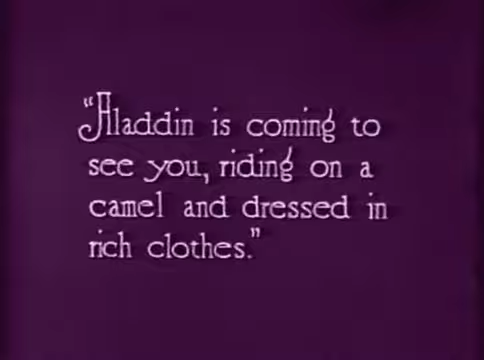 “Aladdin is coming to
see you, riding on a
camel and dressed in
rich clothes.”